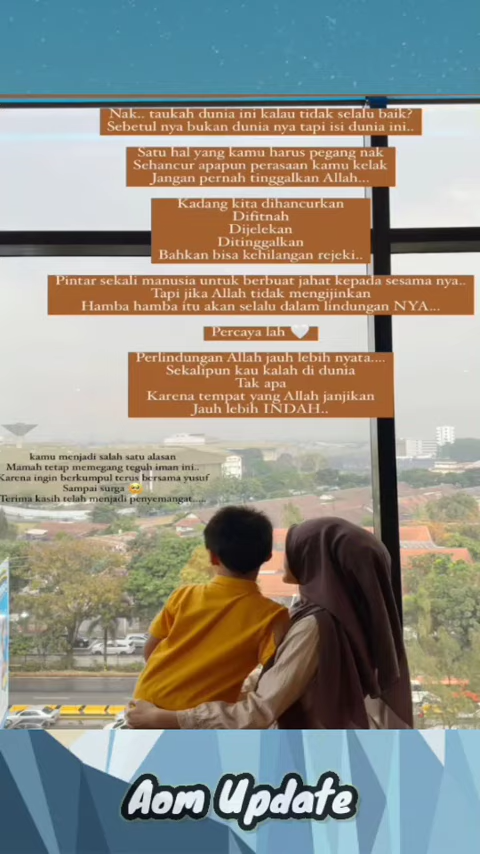 Nak.. taukah dunia ini kalau tidak selalu baik?
Sebetul nya bukan dunia nya tapi isi dunia ini..
Satu hal yang kamu harus pegang nak
Sehancur apapun perasaan kamu kelak
Jangan pernah tinggalkan Allah...
Kadang kita dihancurkan
Difitnah
Dijelekan
Ditinggalkan
Bahkan bisa kehilangan rejeki..
Pintar sekali manusia untuk berbuat jahat kepada sesama nya..
Tapi jika Allah tidak mengijinkan
Hamba hamba itu akan selalu dalam lindungan NYA...
Percaya lah 🤍
Perlindungan Allah jauh lebih nyata....
Sekalipun kau kalah di dunia
Tak apa
Karena tempat yang Allah janjikan
Jauh lebih INDAH..
kamu menjadi salah satu alasan
Mamah tetap memegang teguh iman ini..
Karena ingin berkumpul terus bersama yusuf
Sampai surga 🥹
Terima kasih telah menjadi penyemangat....
Aom Update